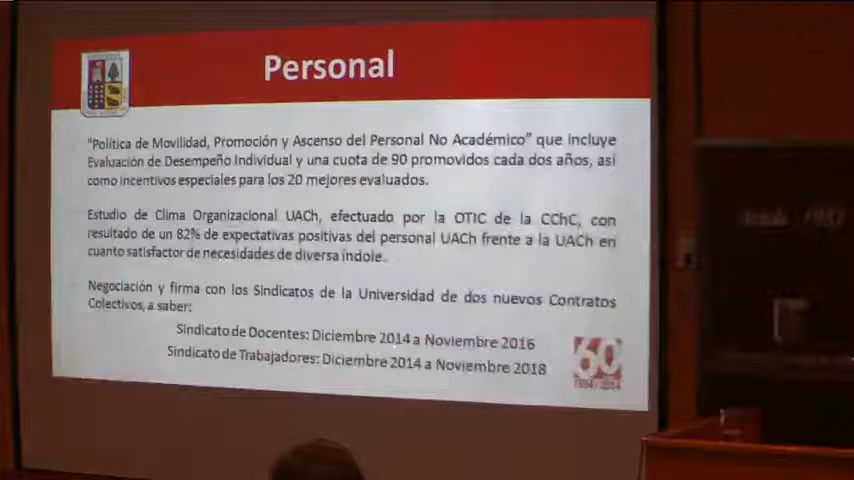 Personal
"Política de Movilidad, Promoción y Ascenso del Personal No Académico" que incluye
Evaluación de Desempeño Individual y una cuota de 90 promovidos cada dos años, así
como incentivos especiales para los 20 mejores evaluados.
Estudio de Clima Organizacional UACh, efectuado por la OTIC de la CChC, con
resultado de un 82% de expectativas positivas del personal UACh frente a la UACh en
cuanto satisfactor de necesidades de diversa índole.
Negociación y firma con los Sindicatos de la Universidad de dos nuevos Contratos
Colectivos, a saber:
Sindicato de Docentes: Diciembre 2014 a Noviembre 2016
Sindicato de Trabajadores: Diciembre 2014 a Noviembre 2018
60
1954/2014